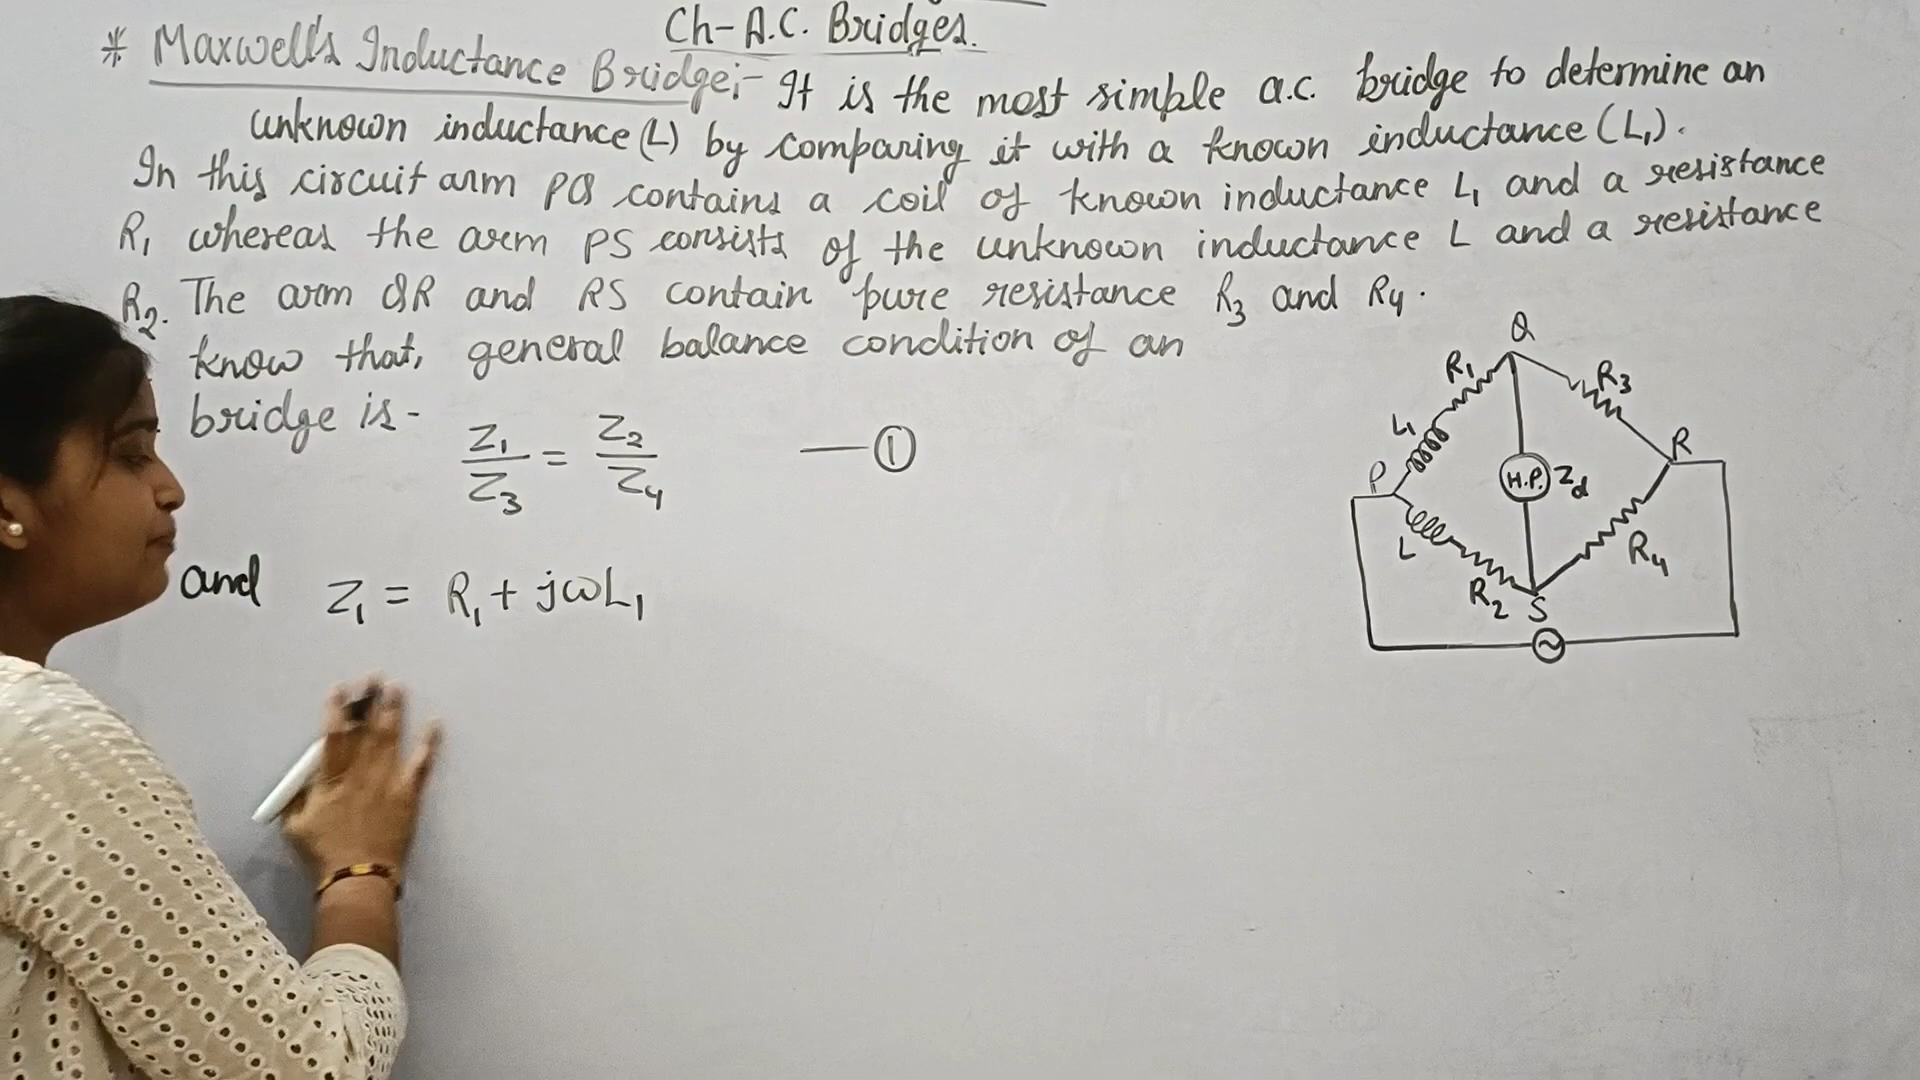 Ch-A.C. Bridges.
* Maxwell's Inductance Bridge:- It is the most simple a.c. bridge to determine an
unknown inductance (L) by comparing it with a known inductance (L₁).
In this circuit arm PQ contains a coil of known inductance L₁ and a resistance
R₁ whereas the arm PS consists of the unknown inductance L and a resistance
R₂. The arm QR and RS contain pure resistance R₃ and R₄.
know that, general balance condition of an
bridge is-
Z₁/Z₃ = Z₂/Z₄ —①
and Z₁ = R₁ + jωL₁
Q
R₁
R₃
L₁
R
P
H.P.
Zd
L
R₄
R₂
S
~